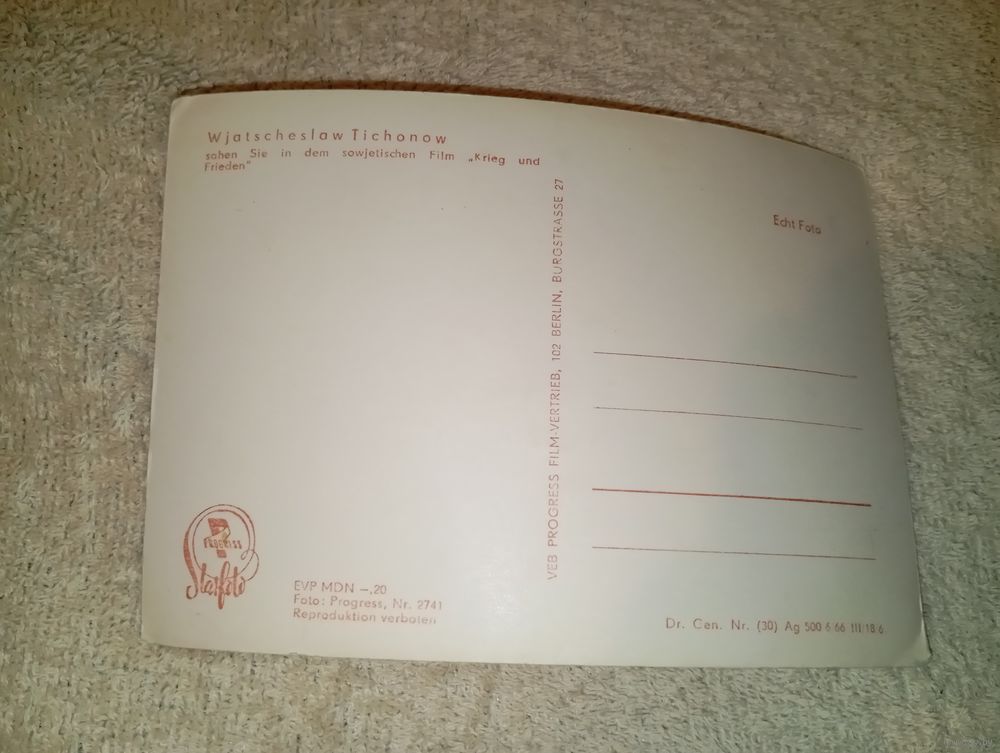 Wjatscheslaw Tichonow
sahen Sie in dem sowjetischen Film „Krieg und
Frieden"
VEB PROGRESS FILM-VERTRIEB, 102 BERLIN, BURGSTRASSE 27
Echt Foto
PROGRESS
Starfoto
EVP MDN –,20
Foto: Progress, Nr. 2741
Reproduktion verboten
Dr. Cen. Nr. (30) Ag 500 6 66 III 18 6